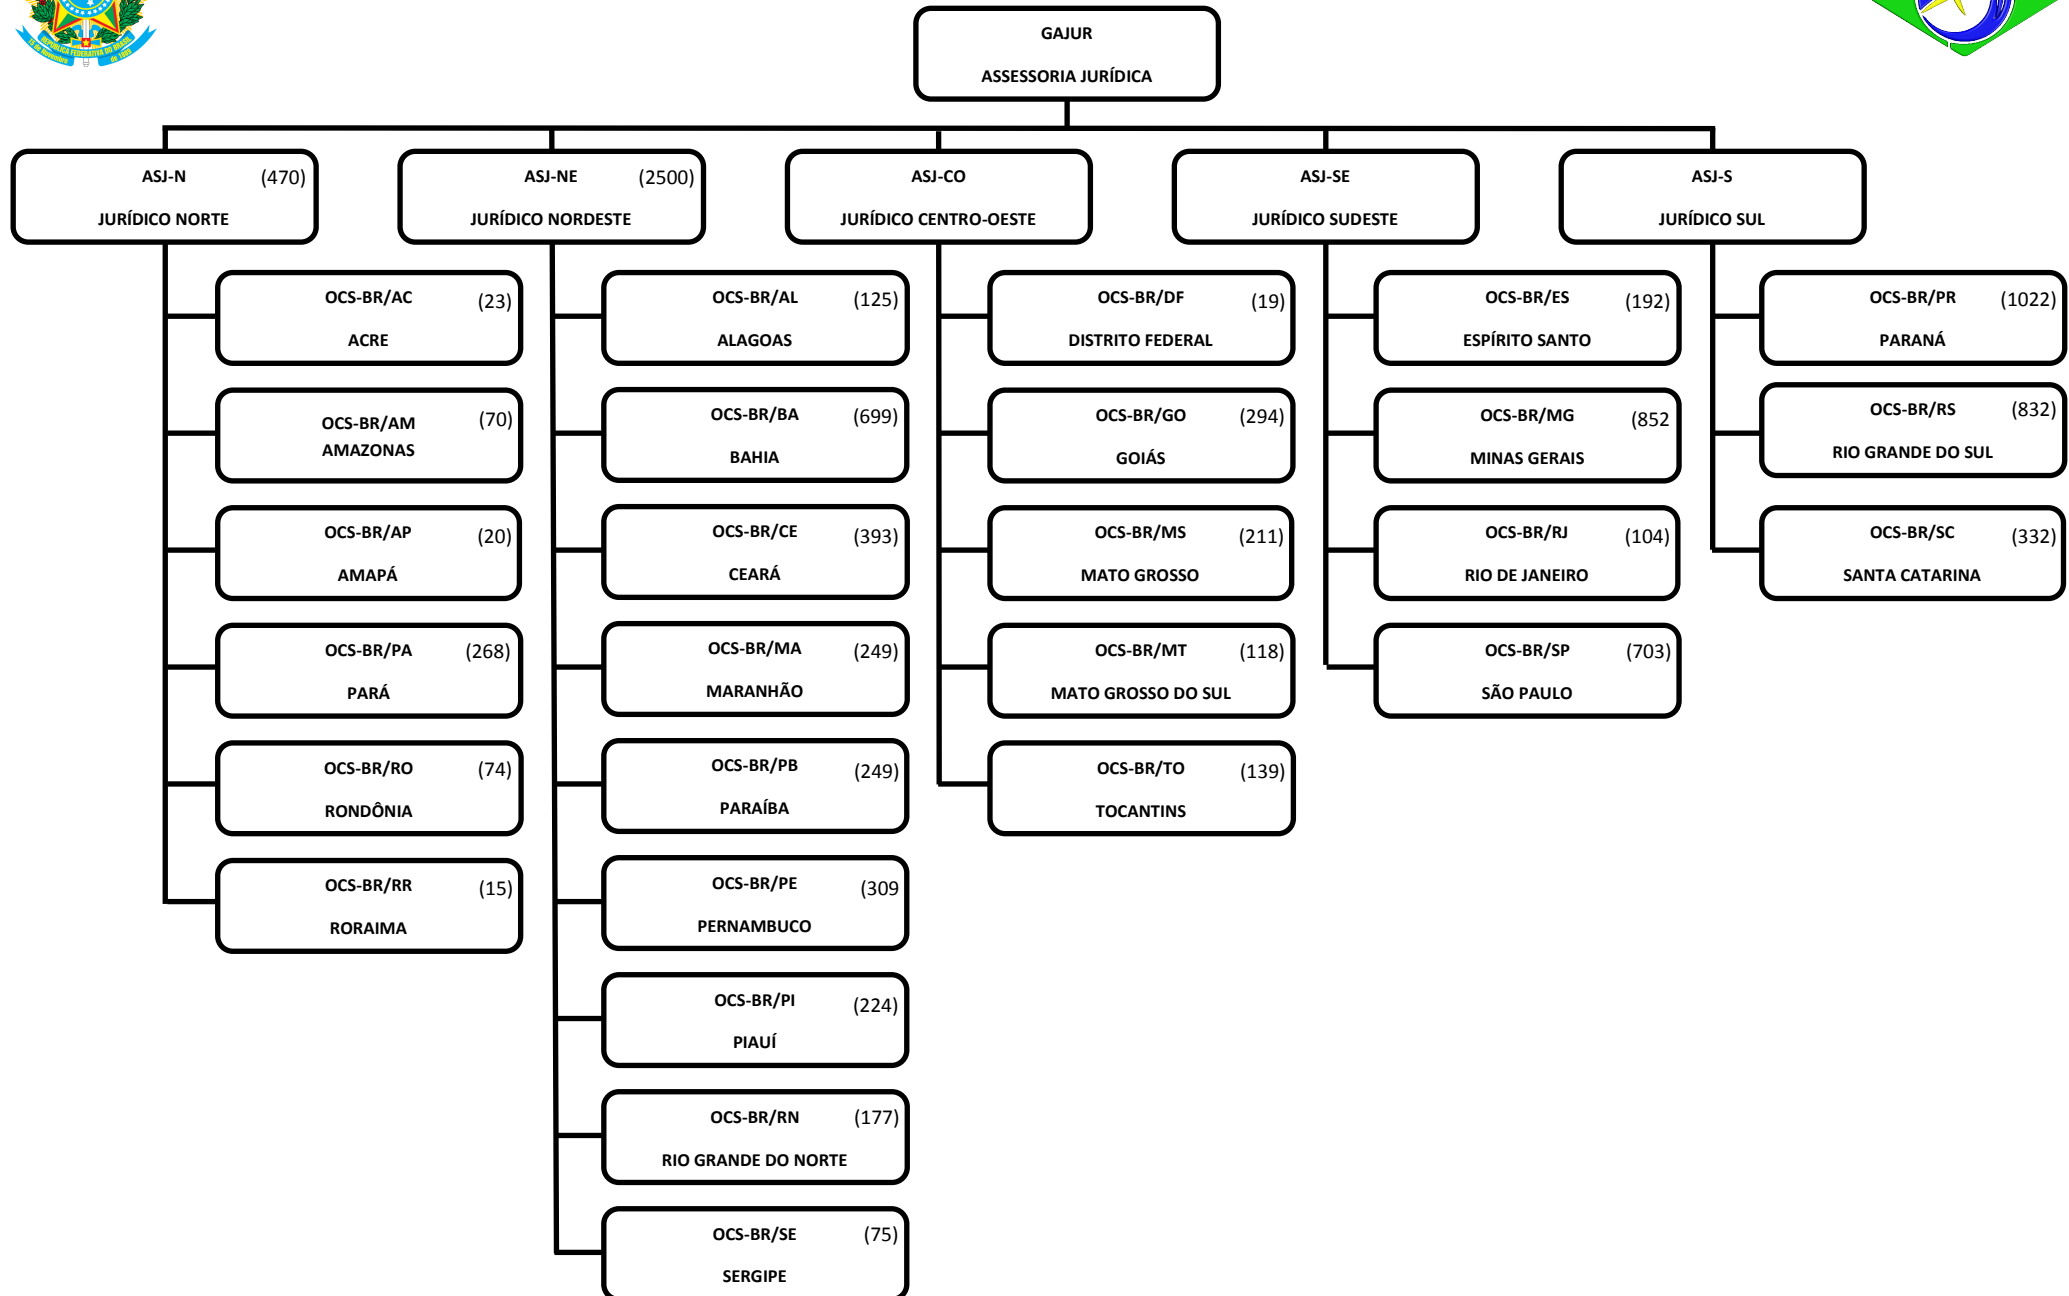 REPÚBLICA FEDERATIVA DO BRASIL
15 de Novembro
de 1889
GAJUR
ASSESSORIA JURÍDICA
ASJ-N (470)
JURÍDICO NORTE
ASJ-NE (2500)
JURÍDICO NORDESTE
ASJ-CO
JURÍDICO CENTRO-OESTE
ASJ-SE
JURÍDICO SUDESTE
ASJ-S
JURÍDICO SUL
OCS-BR/AC (23)
ACRE
OCS-BR/AM (70)
AMAZONAS
OCS-BR/AP (20)
AMAPÁ
OCS-BR/PA (268)
PARÁ
OCS-BR/RO (74)
RONDÔNIA
OCS-BR/RR (15)
RORAIMA
OCS-BR/AL (125)
ALAGOAS
OCS-BR/BA (699)
BAHIA
OCS-BR/CE (393)
CEARÁ
OCS-BR/MA (249)
MARANHÃO
OCS-BR/PB (249)
PARAÍBA
OCS-BR/PE (309
PERNAMBUCO
OCS-BR/PI (224)
PIAUÍ
OCS-BR/RN (177)
RIO GRANDE DO NORTE
OCS-BR/SE (75)
SERGIPE
OCS-BR/DF (19)
DISTRITO FEDERAL
OCS-BR/GO (294)
GOIÁS
OCS-BR/MS (211)
MATO GROSSO
OCS-BR/MT (118)
MATO GROSSO DO SUL
OCS-BR/TO (139)
TOCANTINS
OCS-BR/ES (192)
ESPÍRITO SANTO
OCS-BR/MG (852
MINAS GERAIS
OCS-BR/RJ (104)
RIO DE JANEIRO
OCS-BR/SP (703)
SÃO PAULO
OCS-BR/PR (1022)
PARANÁ
OCS-BR/RS (832)
RIO GRANDE DO SUL
OCS-BR/SC (332)
SANTA CATARINA